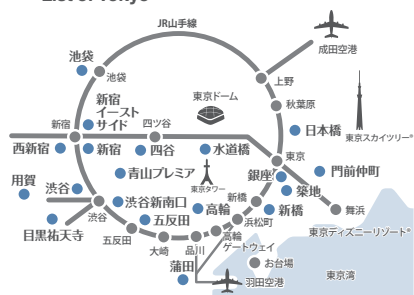 List of Tokyo
JR山手線
成田空港
池袋
池袋
上野
新宿
イースト
サイド
東京ドーム
秋葉原
新宿
四ツ谷
日本橋
東京スカイツリー®
西新宿
新宿
四谷
水道橋
東京
青山プレミア
東京タワー
銀座
門前仲町
用賀
渋谷
渋谷
渋谷新南口
築地
新橋
新橋
舞浜
高輪
浜松町
目黒祐天寺
五反田
五反田
大崎
品川
高輪
ゲートウェイ
東京ディズニーリゾート®
お台場
蒲田
羽田空港
東京湾